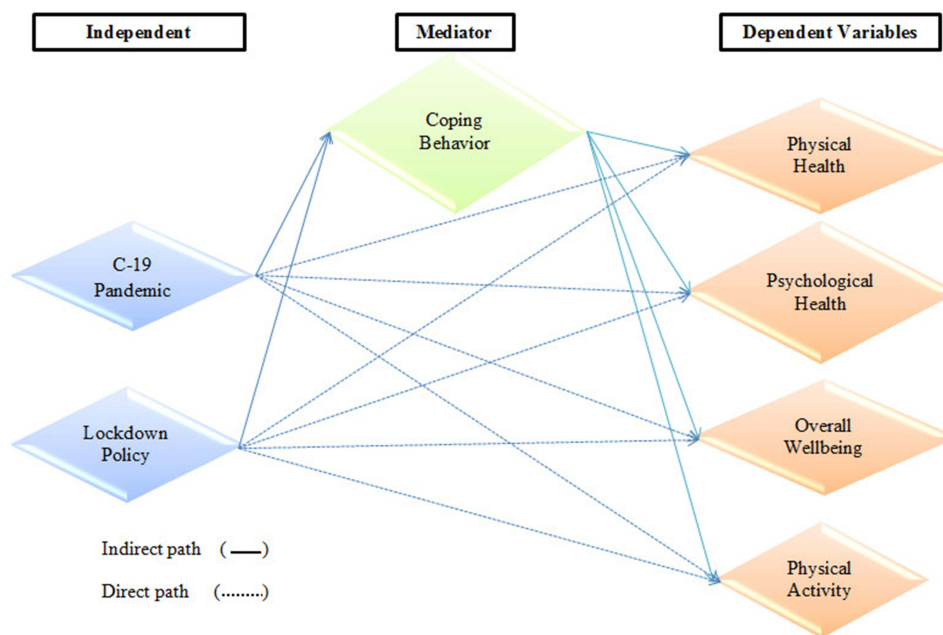 Independent
Mediator
Dependent Variables
Coping
Behavior
Physical
Health
C-19
Pandemic
Psychological
Health
Lockdown
Policy
Overall
Wellbeing
Indirect path (___)
Direct path (.........)
Physical
Activity